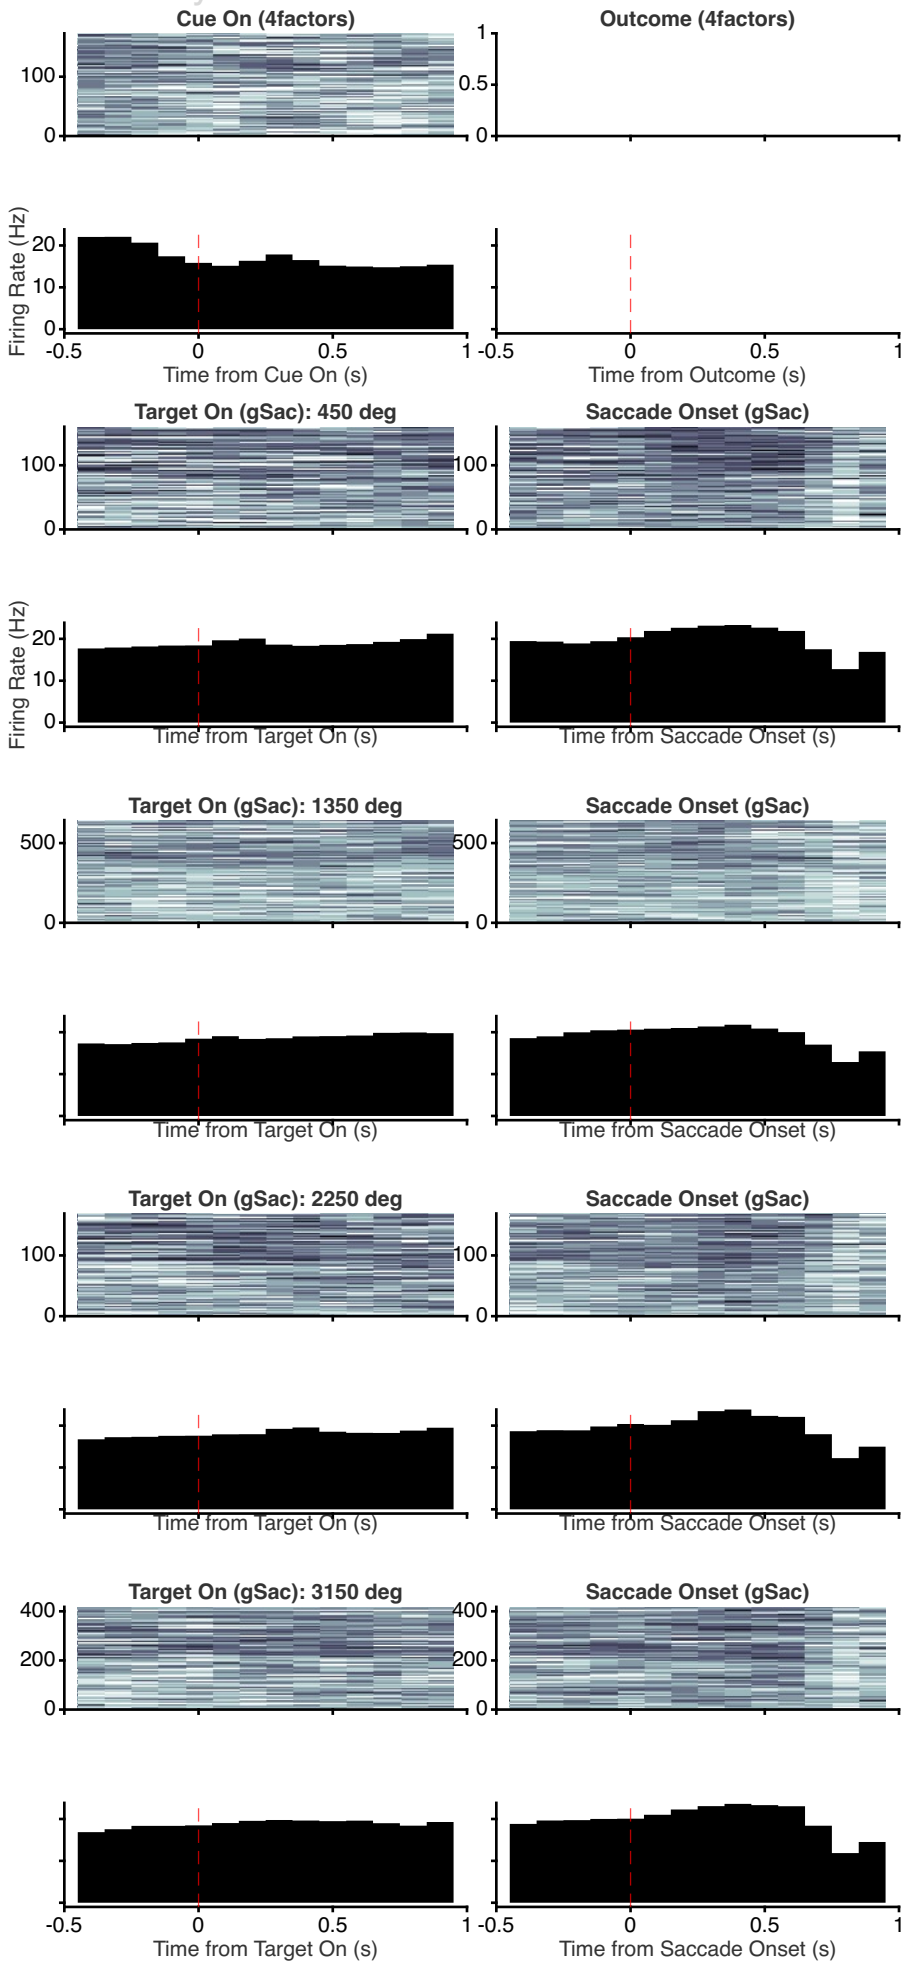 Cue On (4factors)
Outcome (4factors)
100
0
1
0.5
0
Firing Rate (Hz)
20
10
0
-0.5
0
0.5
1
-0.5
0
0.5
1
Time from Cue On (s)
Time from Outcome (s)
Target On (gSac): 450 deg
Saccade Onset (gSac)
100
0
100
0
Firing Rate (Hz)
20
10
0
Time from Target On (s)
Time from Saccade Onset (s)
Target On (gSac): 1350 deg
Saccade Onset (gSac)
500
0
500
0
Time from Target On (s)
Time from Saccade Onset (s)
Target On (gSac): 2250 deg
Saccade Onset (gSac)
100
0
100
0
Time from Target On (s)
Time from Saccade Onset (s)
Target On (gSac): 3150 deg
Saccade Onset (gSac)
400
200
0
400
200
0
-0.5
0
0.5
1
-0.5
0
0.5
1
Time from Target On (s)
Time from Saccade Onset (s)